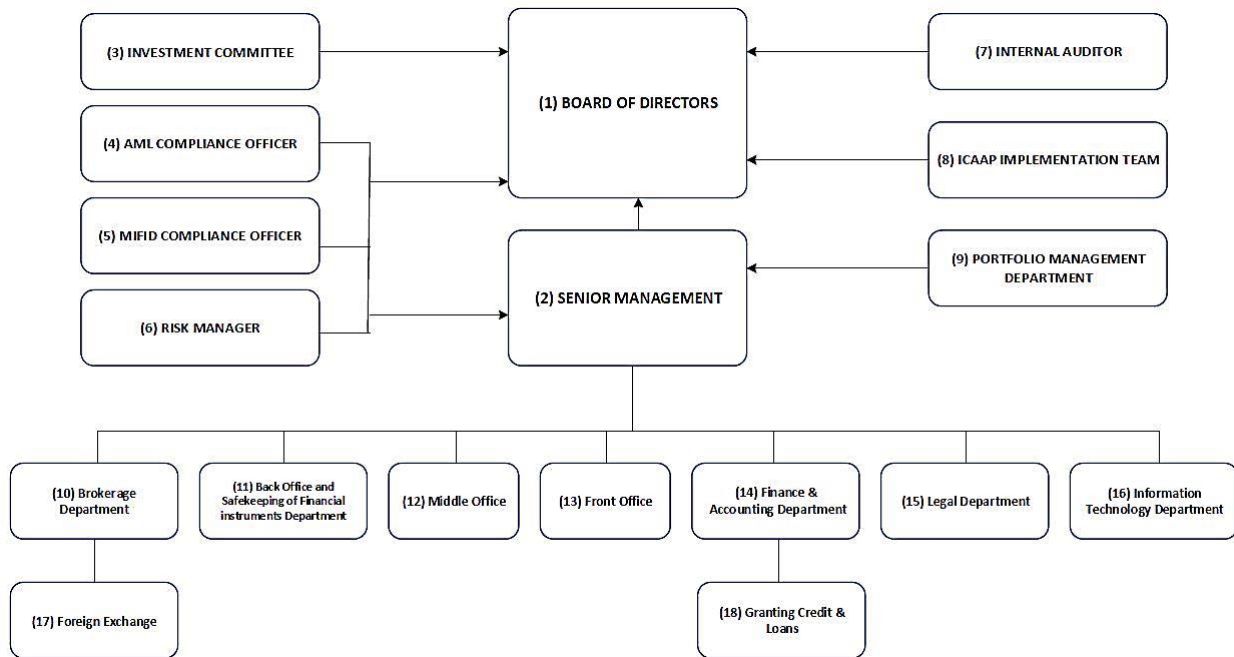 (3) INVESTMENT COMMITTEE
(1) BOARD OF DIRECTORS
(7) INTERNAL AUDITOR
(4) AML COMPLIANCE OFFICER
(8) ICAAP IMPLEMENTATION TEAM
(5) MIFID COMPLIANCE OFFICER
(2) SENIOR MANAGEMENT
(9) PORTFOLIO MANAGEMENT
DEPARTMENT
(6) RISK MANAGER
(10) Brokerage
Department
(11) Back Office and
Safekeeping of Financial
instruments Department
(12) Middle Office
(13) Front Office
(14) Finance &
Accounting Department
(15) Legal Department
(16) Information
Technology Department
(17) Foreign Exchange
(18) Granting Credit &
Loans